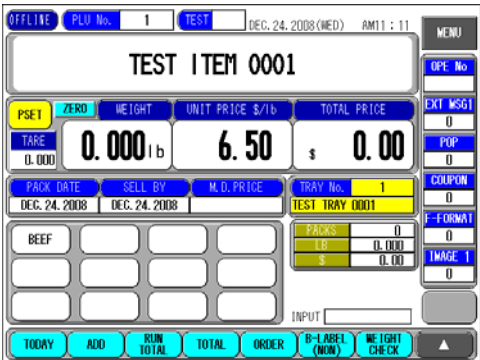 OFFLINE PLU No. 1 TEST DEC. 24. 2008(WED) AM11 : 11 MENU
TEST ITEM 0001
OPE No
PSET ZERO WEIGHT UNIT PRICE $/lb TOTAL PRICE
EXT MSG1
0
TARE
0.000
0.000 lb 6.50 $ 0.00
POP
0
PACK DATE SELL BY M.D.PRICE TRAY No. 1
DEC. 24. 2008 DEC. 24. 2008 TEST TRAY 0001
COUPON
0
F-FORMAT
0
BEEF
PACKS 0
LB 0.000
$ 0.00
IMAGE 1
0
INPUT
TODAY ADD RUN TOTAL TOTAL ORDER B-LABEL (NON) WEIGHT CHECK ▲